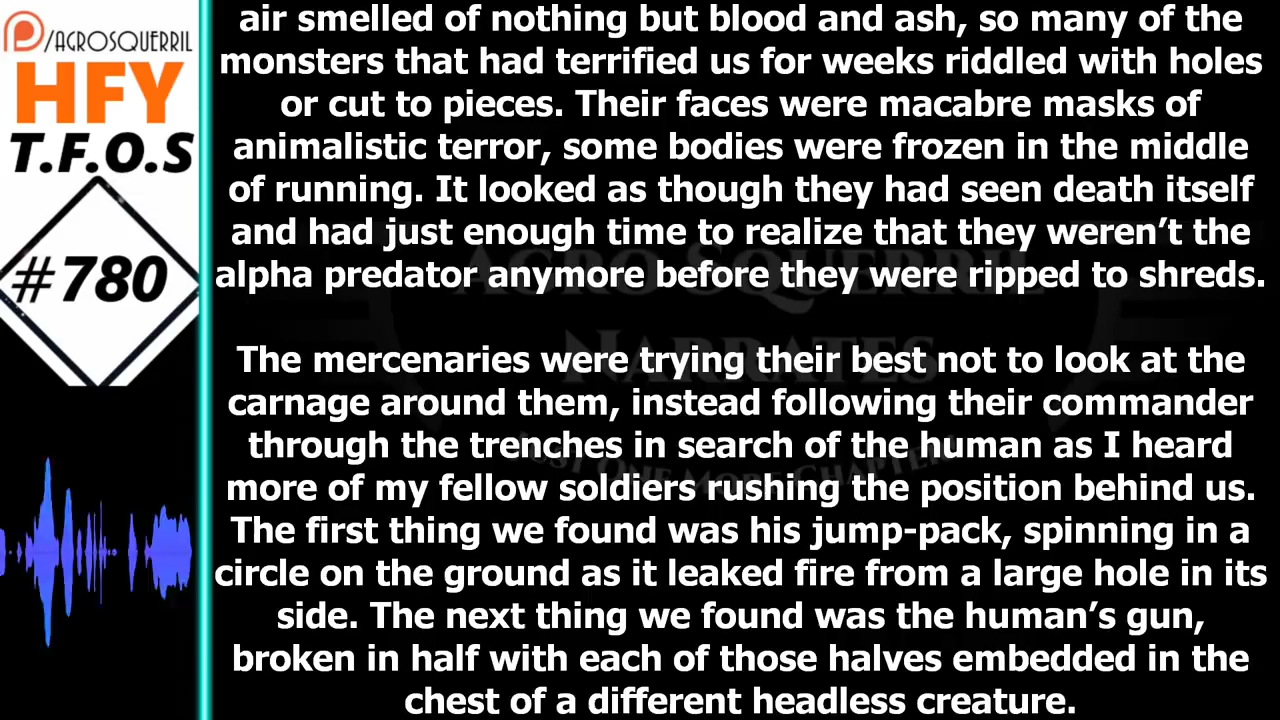 /AGROSQUERRIL
HFY
T.F.O.S
#780
air smelled of nothing but blood and ash, so many of the
monsters that had terrified us for weeks riddled with holes
or cut to pieces. Their faces were macabre masks of
animalistic terror, some bodies were frozen in the middle
of running. It looked as though they had seen death itself
and had just enough time to realize that they weren’t the
alpha predator anymore before they were ripped to shreds.
The mercenaries were trying their best not to look at the
carnage around them, instead following their commander
through the trenches in search of the human as I heard
more of my fellow soldiers rushing the position behind us.
The first thing we found was his jump-pack, spinning in a
circle on the ground as it leaked fire from a large hole in its
side. The next thing we found was the human’s gun,
broken in half with each of those halves embedded in the
chest of a different headless creature.
AGRO SQUERRIL
NARRATES
JUST ONE MORE CHAPTER